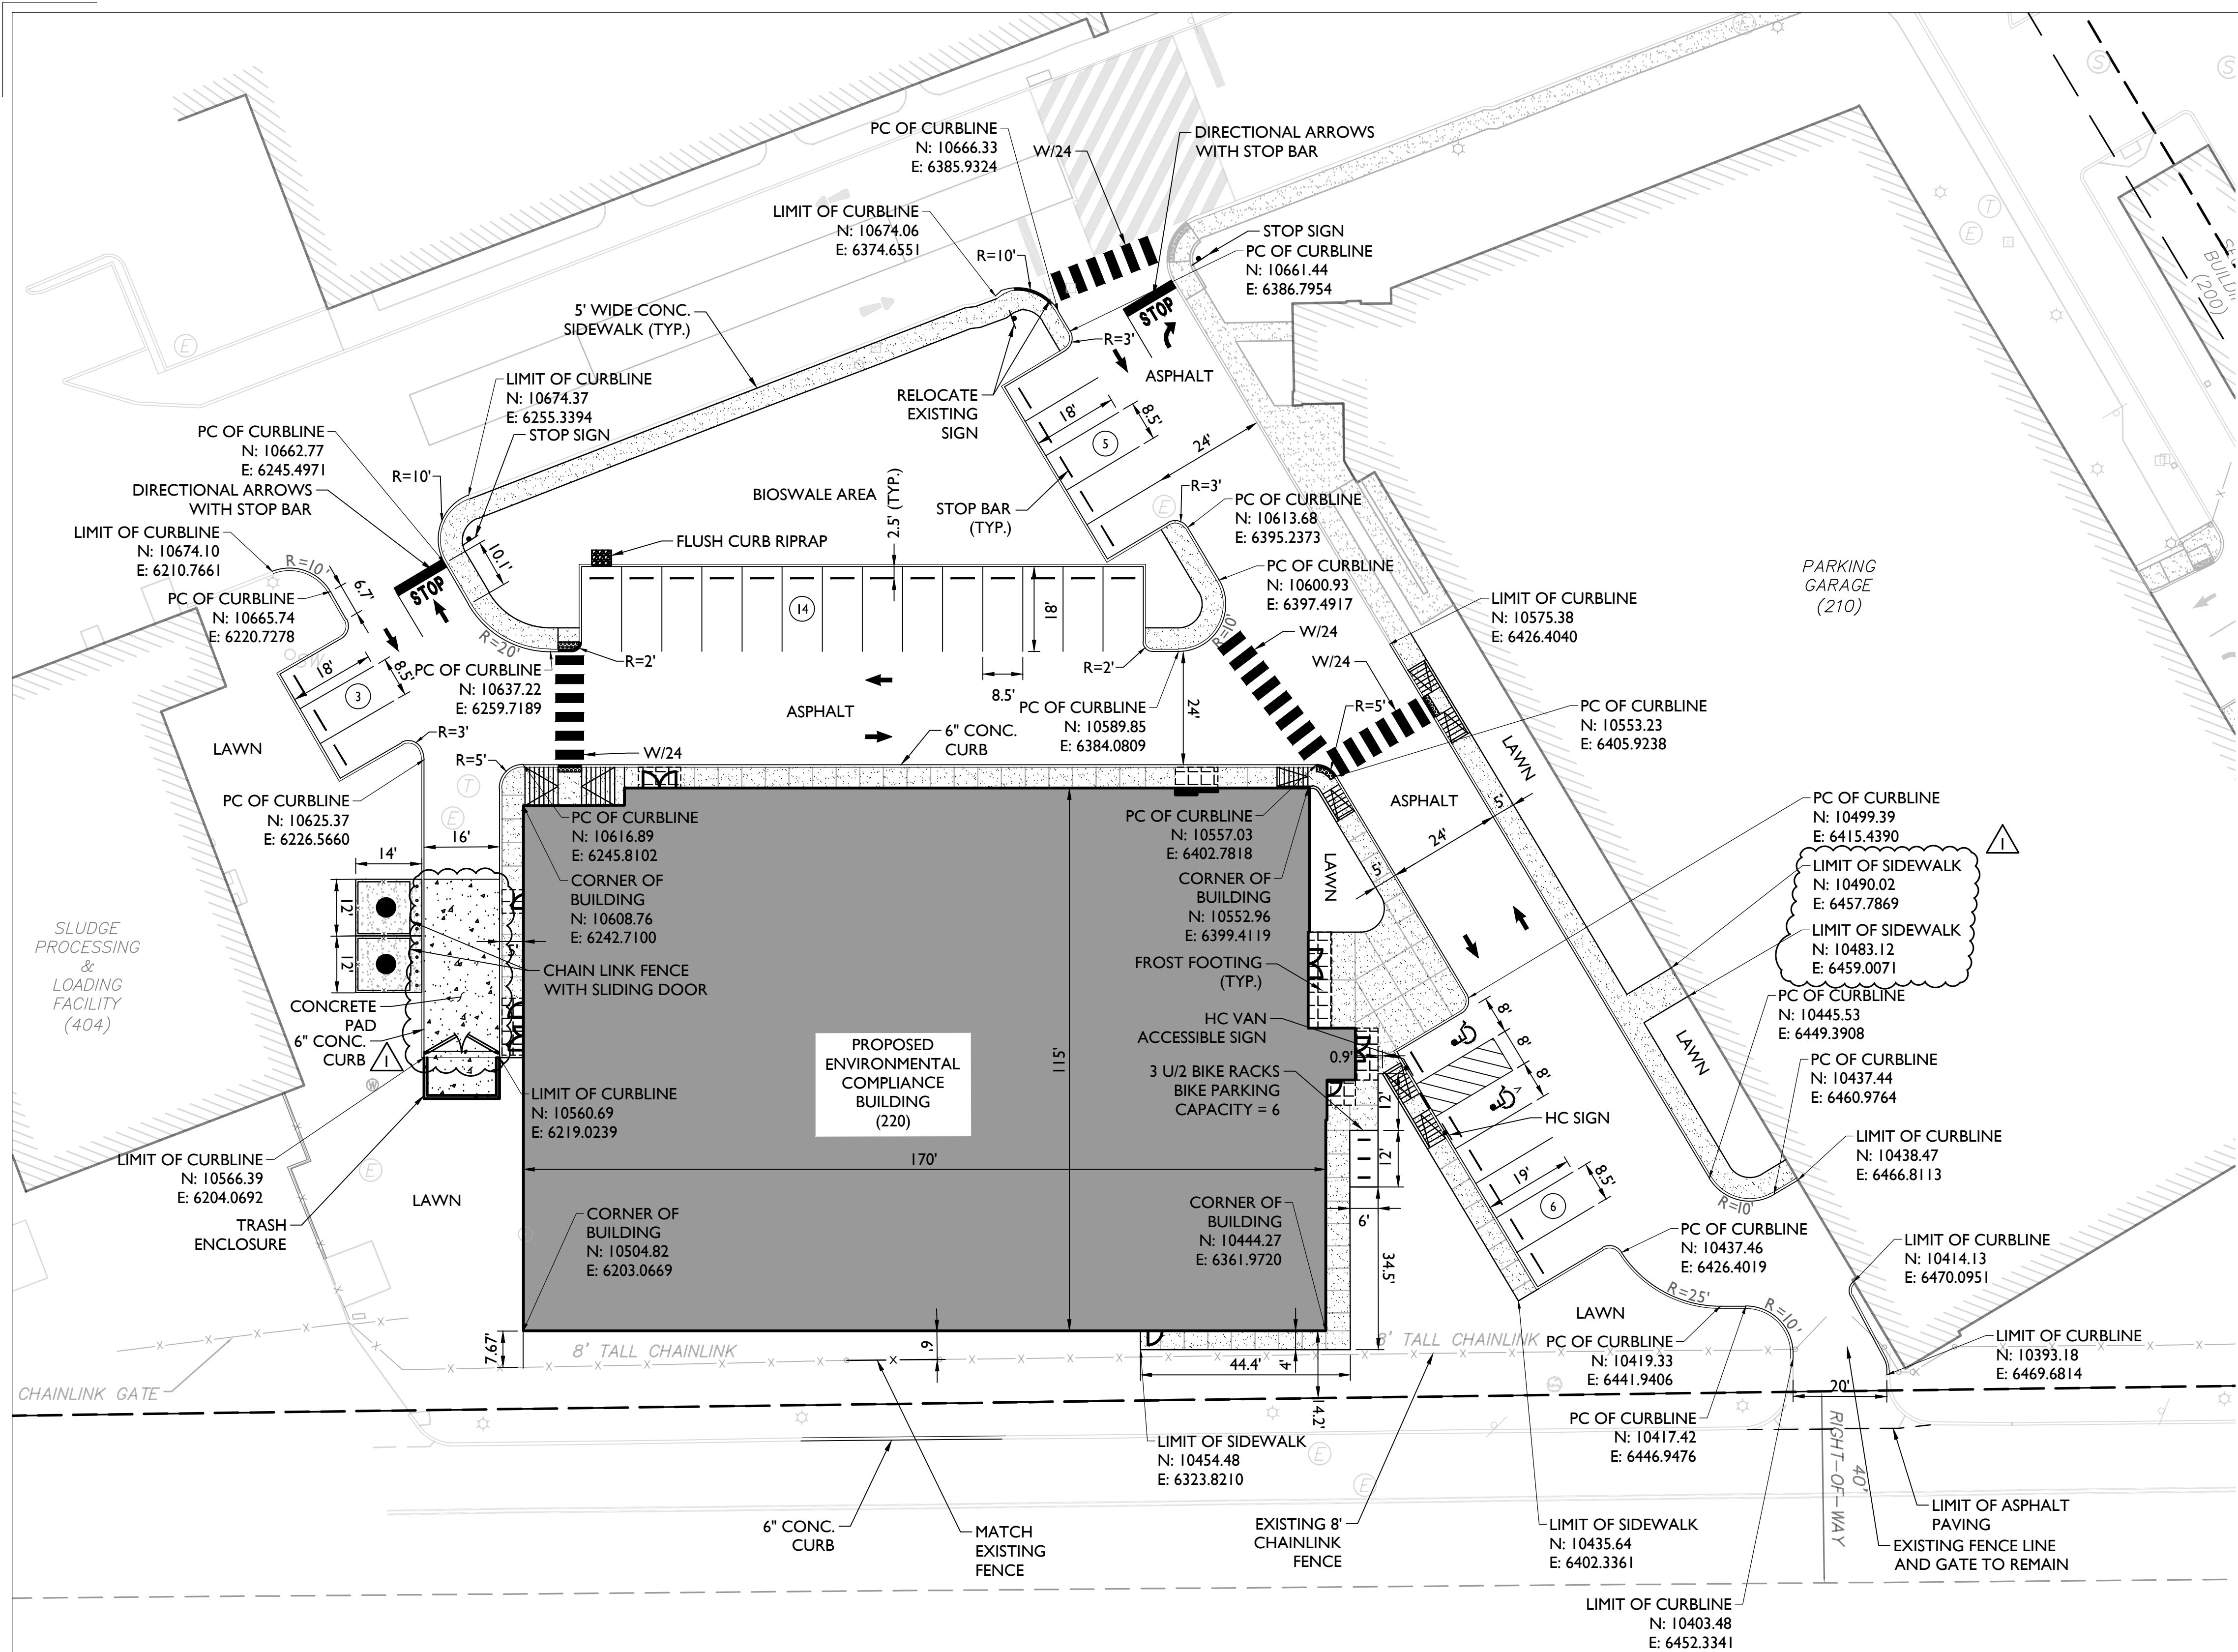 PC OF CURBLINE
N: 10666.33
E: 6385.9324
W/24
DIRECTIONAL ARROWS
WITH STOP BAR
LIMIT OF CURBLINE
N: 10674.06
E: 6374.6551
R=10'
STOP SIGN
PC OF CURBLINE
N: 10661.44
E: 6386.7954
5' WIDE CONC.
SIDEWALK (TYP.)
STOP
R=3'
ASPHALT
LIMIT OF CURBLINE
N: 10674.37
E: 6255.3394
STOP SIGN
RELOCATE
EXISTING
SIGN
18'
8.5'
5
24'
PC OF CURBLINE
N: 10662.77
E: 6245.4971
DIRECTIONAL ARROWS
WITH STOP BAR
R=10'
LIMIT OF CURBLINE
N: 10674.10
E: 6210.7661
R=10'
6.7'
STOP
10.1'
BIOSWALE AREA
2.5' (TYP.)
STOP BAR
(TYP.)
R=3'
PC OF CURBLINE
N: 10613.68
E: 6395.2373
FLUSH CURB RIPRAP
PC OF CURBLINE
N: 10600.93
E: 6397.4917
PC OF CURBLINE
N: 10665.74
E: 6220.7278
14
18'
R=20'
R=2'
R=2'
R=10'
W/24
W/24
LIMIT OF CURBLINE
N: 10575.38
E: 6426.4040
PARKING
GARAGE
(210)
(200)
18'
8.5'
3
PC OF CURBLINE
N: 10637.22
E: 6259.7189
8.5'
ASPHALT
PC OF CURBLINE
N: 10589.85
E: 6384.0809
24'
R=5'
PC OF CURBLINE
N: 10553.23
E: 6405.9238
LAWN
R=3'
R=5'
W/24
6" CONC.
CURB
LAWN
PC OF CURBLINE
N: 10625.37
E: 6226.5660
16'
14'
PC OF CURBLINE
N: 10616.89
E: 6245.8102
CORNER OF
BUILDING
N: 10608.76
E: 6242.7100
PC OF CURBLINE
N: 10557.03
E: 6402.7818
CORNER OF
BUILDING
N: 10552.96
E: 6399.4119
LAWN
ASPHALT
5'
24'
5'
PC OF CURBLINE
N: 10499.39
E: 6415.4390
1
LIMIT OF SIDEWALK
N: 10490.02
E: 6457.7869
LIMIT OF SIDEWALK
N: 10483.12
E: 6459.0071
SLUDGE
PROCESSING
&
LOADING
FACILITY
(404)
12'
12'
5'
CHAIN LINK FENCE
WITH SLIDING DOOR
CONCRETE
PAD
6" CONC.
CURB
1
FROST FOOTING
(TYP.)
HC VAN
ACCESSIBLE SIGN
0.9'
3 U/2 BIKE RACKS
BIKE PARKING
CAPACITY = 6
8'
8'
8'
PC OF CURBLINE
N: 10445.53
E: 6449.3908
LAWN
PC OF CURBLINE
N: 10437.44
E: 6460.9764
PROPOSED
ENVIRONMENTAL
COMPLIANCE
BUILDING
(220)
115'
170'
LIMIT OF CURBLINE
N: 10560.69
E: 6219.0239
LIMIT OF CURBLINE
N: 10566.39
E: 6204.0692
TRASH
ENCLOSURE
LAWN
12'
12'
HC SIGN
19'
8.5'
6
LIMIT OF CURBLINE
N: 10438.47
E: 6466.8113
R=10'
CORNER OF
BUILDING
N: 10504.82
E: 6203.0669
CORNER OF
BUILDING
N: 10444.27
E: 6361.9720
6'
34.5'
PC OF CURBLINE
N: 10437.46
E: 6426.4019
LIMIT OF CURBLINE
N: 10414.13
E: 6470.0951
R=25'
R=10'
LAWN
7.67'
8' TALL CHAINLINK
6'
44.4'
4'
8' TALL CHAINLINK
PC OF CURBLINE
N: 10419.33
E: 6441.9406
LIMIT OF CURBLINE
N: 10393.18
E: 6469.6814
CHAINLINK GATE
14.2'
20'
PC OF CURBLINE
N: 10417.42
E: 6446.9476
40'
RIGHT-OF-WAY
LIMIT OF SIDEWALK
N: 10454.48
E: 6323.8210
6" CONC.
CURB
MATCH
EXISTING
FENCE
EXISTING 8'
CHAINLINK
FENCE
LIMIT OF SIDEWALK
N: 10435.64
E: 6402.3361
LIMIT OF ASPHALT
PAVING
EXISTING FENCE LINE
AND GATE TO REMAIN
LIMIT OF CURBLINE
N: 10403.48
E: 6452.3341